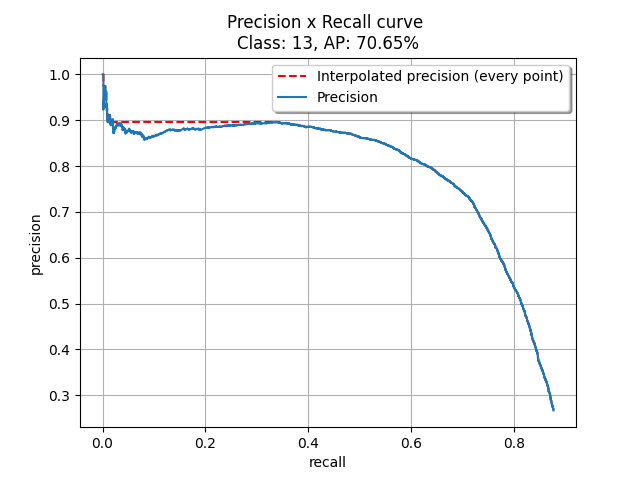 Precision x Recall curve
Class: 13, AP: 70.65%
Interpolated precision (every point)
Precision
1.0
0.9
0.8
0.7
0.6
0.5
0.4
0.3
precision
0.0 0.2 0.4 0.6 0.8
recall